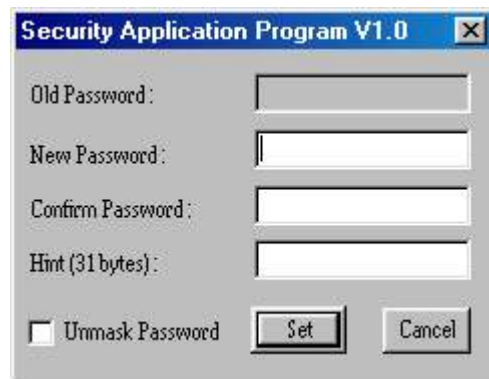 Security Application Program V1.0
Old Password:
New Password:
Confirm Password:
Hint (31 bytes):
Unmask Password Set Cancel